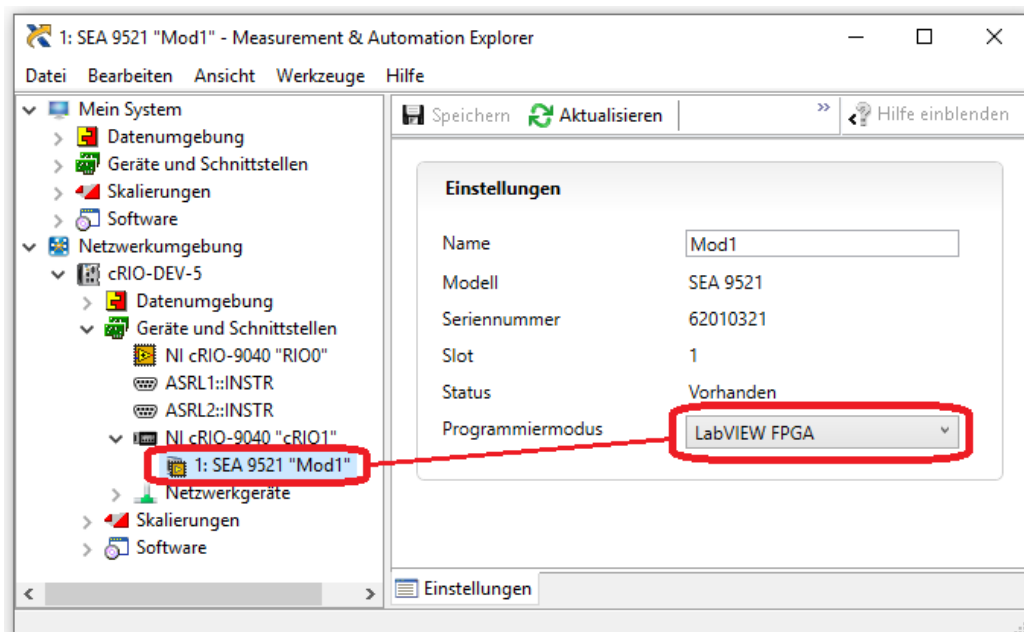 1: SEA 9521 "Mod1" - Measurement & Automation Explorer
Datei Bearbeiten Ansicht Werkzeuge Hilfe
Mein System
Datenumgebung
Geräte und Schnittstellen
Skalierungen
Software
Netzwerkumgebung
cRIO-DEV-5
Datenumgebung
Geräte und Schnittstellen
NI cRIO-9040 "RIO0"
ASRL1::INSTR
ASRL2::INSTR
NI cRIO-9040 "cRIO1"
1: SEA 9521 "Mod1"
Netzwerkgeräte
Skalierungen
Software
Speichern Aktualisieren » Hilfe einblenden
Einstellungen
Name Mod1
Modell SEA 9521
Seriennummer 62010321
Slot 1
Status Vorhanden
Programmiermodus LabVIEW FPGA
Einstellungen